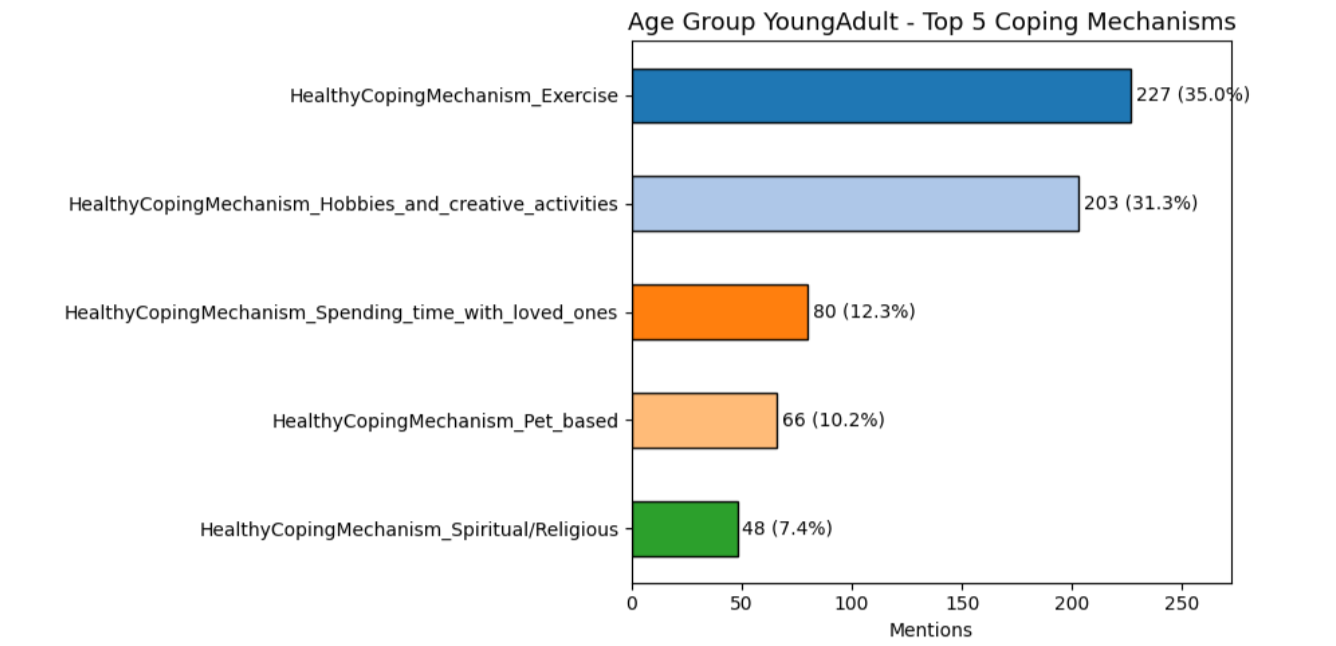 Age Group YoungAdult - Top 5 Coping Mechanisms
HealthyCopingMechanism_Exercise 227 (35.0%)
HealthyCopingMechanism_Hobbies_and_creative_activities 203 (31.3%)
HealthyCopingMechanism_Spending_time_with_loved_ones 80 (12.3%)
HealthyCopingMechanism_Pet_based 66 (10.2%)
HealthyCopingMechanism_Spiritual/Religious 48 (7.4%)
0 50 100 150 200 250
Mentions